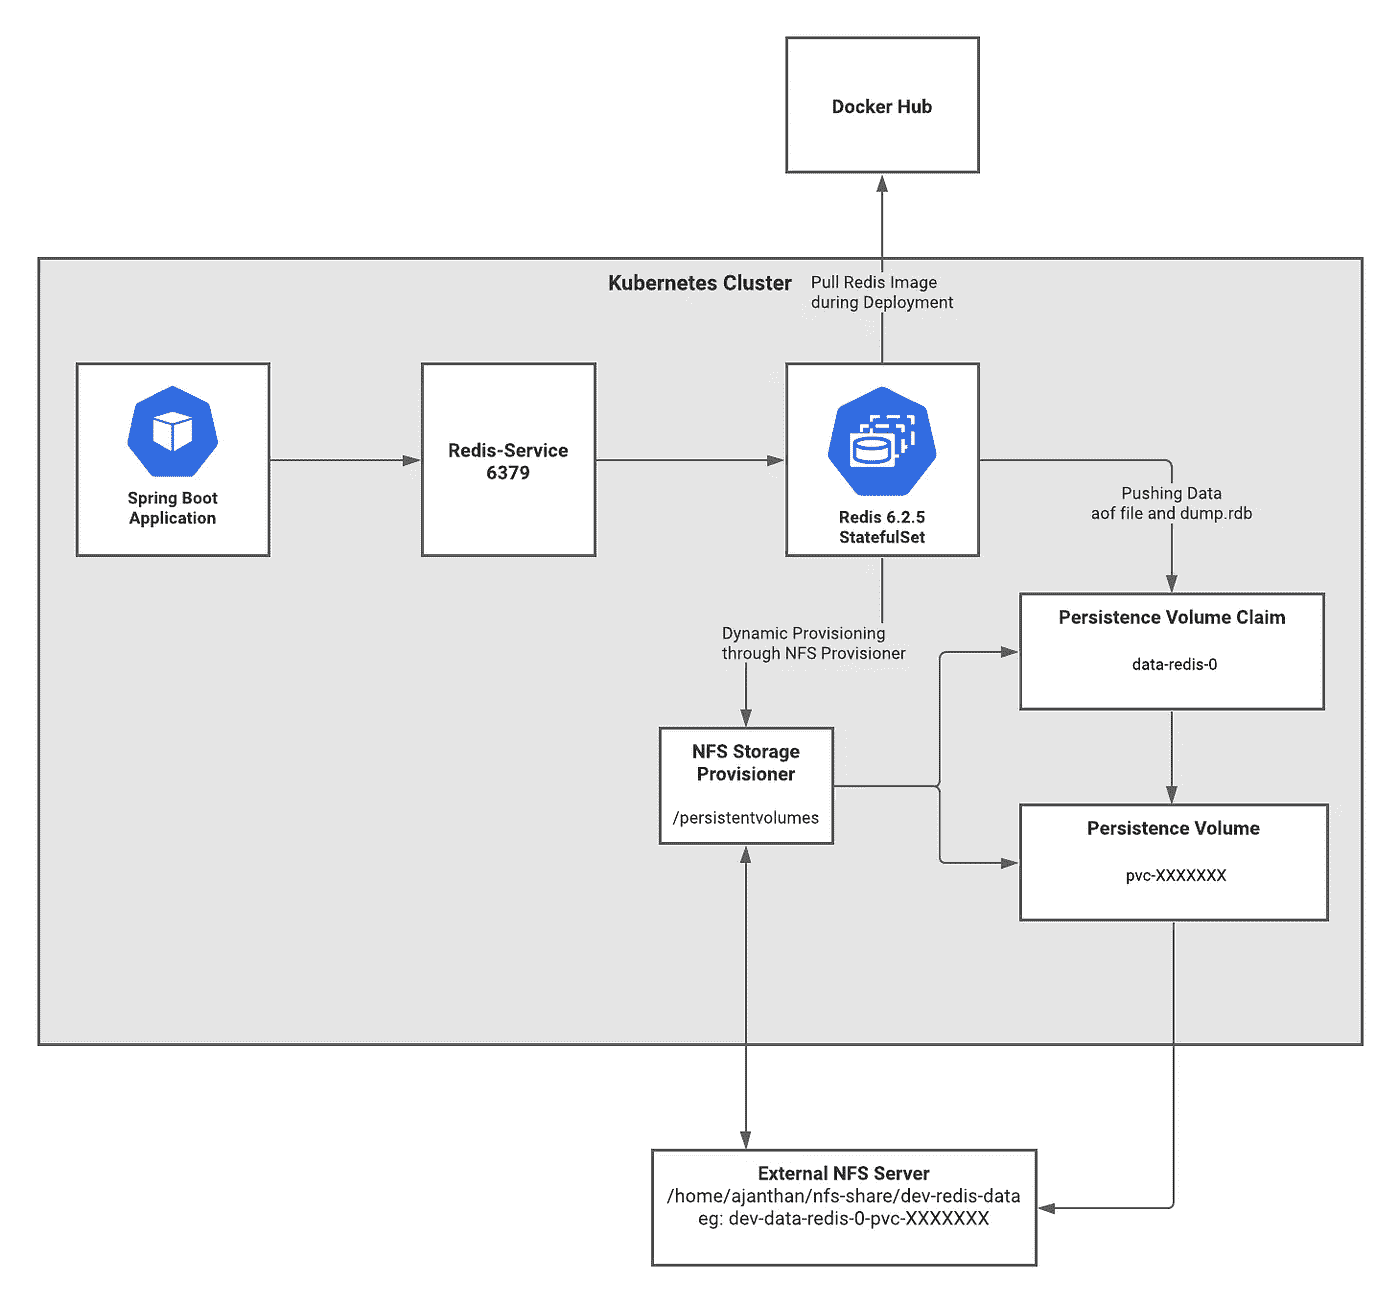 Docker Hub
Kubernetes Cluster
Pull Redis Image
during Deployment
Spring Boot
Application
Redis-Service
6379
Redis 6.2.5
StatefulSet
Pushing Data
aof file and dump.rdb
Dynamic Provisioning
through NFS Provisioner
Persistence Volume Claim
data-redis-0
NFS Storage
Provisioner
/persistentvolumes
Persistence Volume
pvc-XXXXXXX
External NFS Server
/home/ajanthan/nfs-share/dev-redis-data
eg: dev-data-redis-0-pvc-XXXXXXX